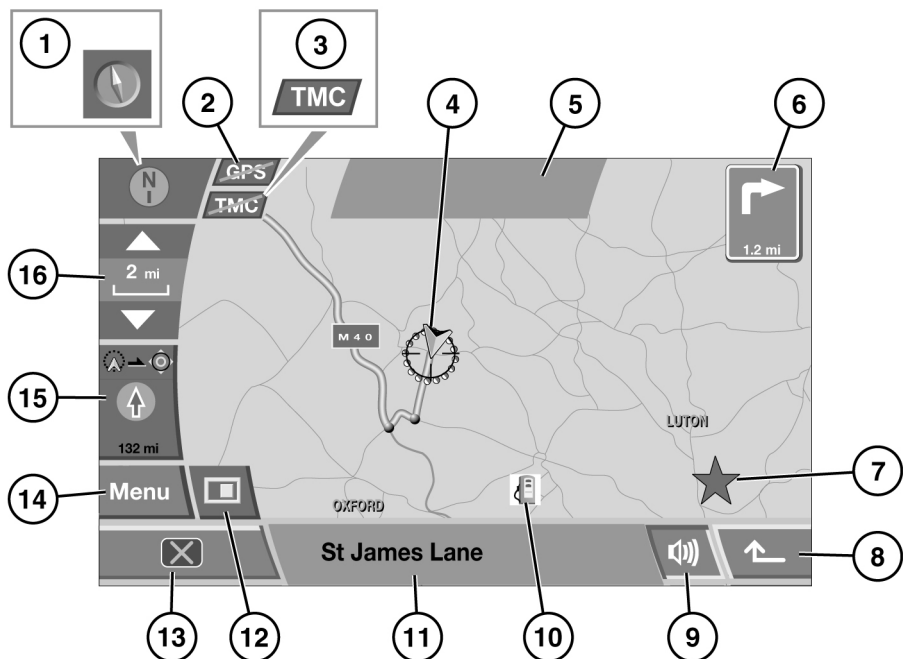 1
3
TMC
2
4
5
6
N
GPS
TMC
1.2 mi
2 mi
16
M 4 0
15
132 mi
LUTON
7
14
Menu
OXFORD
St James Lane
8
13
12
11
10
9